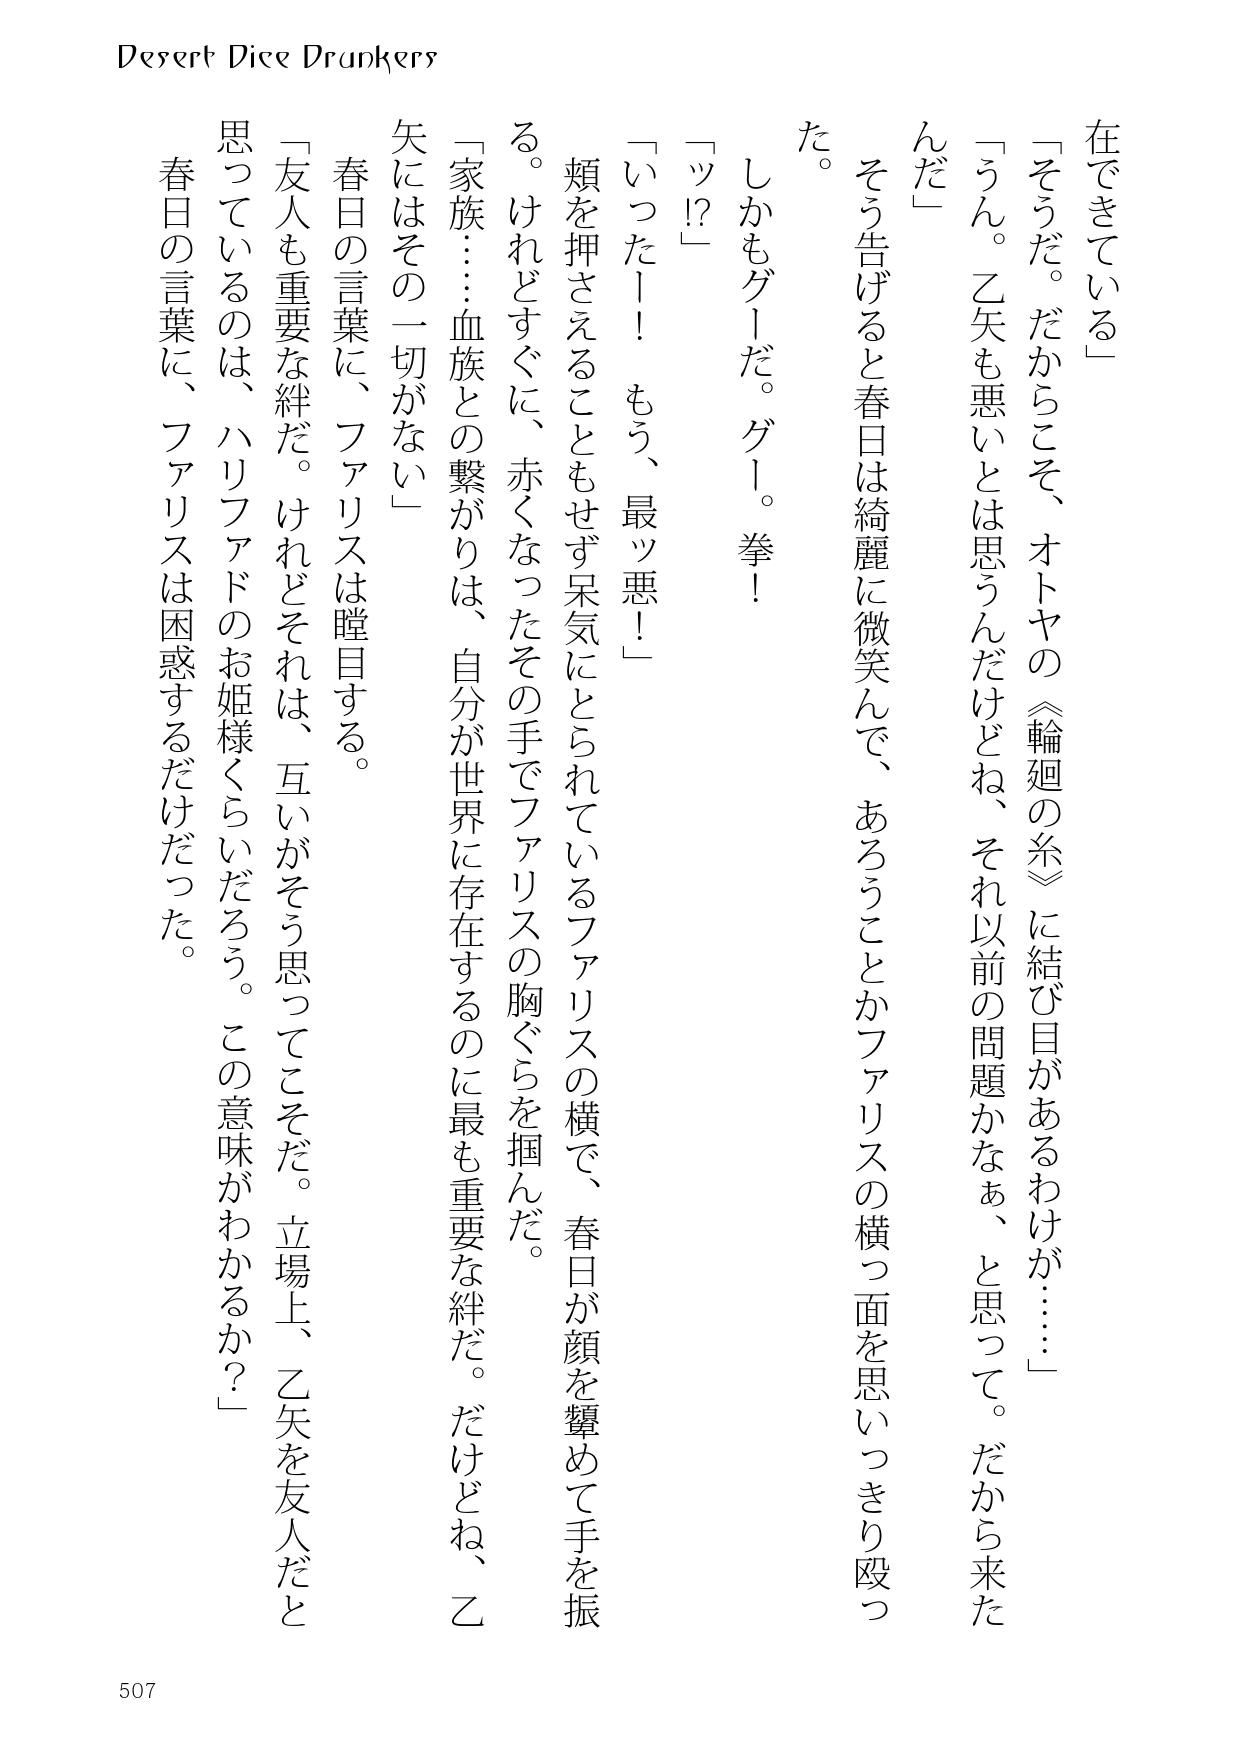 Desert Dice Drunkers
在できている」
「そうだ。だからこそ、オトヤの《輪廻の糸》に結び目があるわけが……」
「うん。乙矢も悪いとは思うんだけどね、それ以前の問題かなぁ、と思って。だから来た
んだ」
　そう告げると春日は綺麗に微笑んで、あろうことかファリスの横っ面を思いっきり殴っ
た。
　しかもグーだ。グー。拳！
「ッ!?」
「いったー！　もう、最ッ悪！」
　頬を押さえることもせず呆気にとられているファリスの横で、春日が顔を顰めて手を振
る。けれどすぐに、赤くなったその手でファリスの胸ぐらを掴んだ。
「家族……血族との繋がりは、自分が世界に存在するのに最も重要な絆だ。だけどね、乙
矢にはその一切がない」
　春日の言葉に、ファリスは瞠目する。
「友人も重要な絆だ。けれどそれは、互いがそう思ってこそだ。立場上、乙矢を友人だと
思っているのは、ハリファドのお姫様くらいだろう。この意味がわかるか？」
　春日の言葉に、ファリスは困惑するだけだった。
507